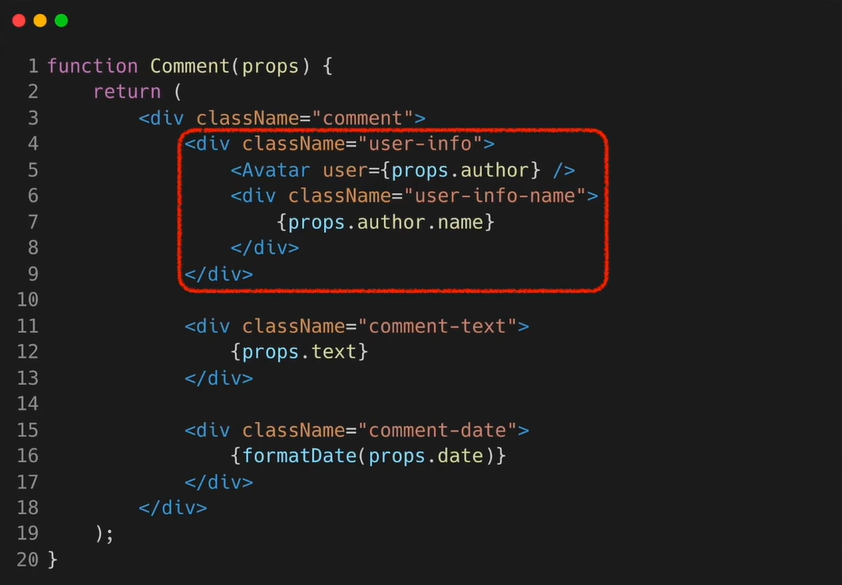 1 function Comment(props) {
2     return (
3         <div className="comment">
4             <div className="user-info">
5                 <Avatar user={props.author} />
6                 <div className="user-info-name">
7                     {props.author.name}
8                 </div>
9             </div>
10
11             <div className="comment-text">
12                 {props.text}
13             </div>
14
15             <div className="comment-date">
16                 {formatDate(props.date)}
17             </div>
18         </div>
19     );
20 }